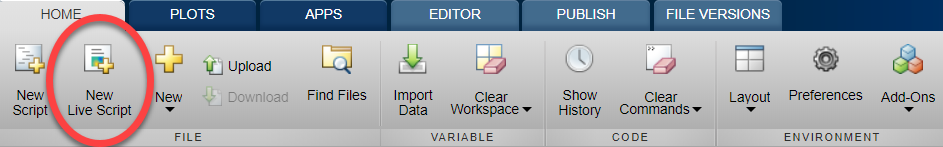 HOME PLOTS APPS EDITOR PUBLISH FILE VERSIONS
New Script
New Live Script
New
Upload
Download
Find Files
Import Data
Clear Workspace
Show History
Clear Commands
Layout
Preferences
Add-Ons
FILE VARIABLE CODE ENVIRONMENT